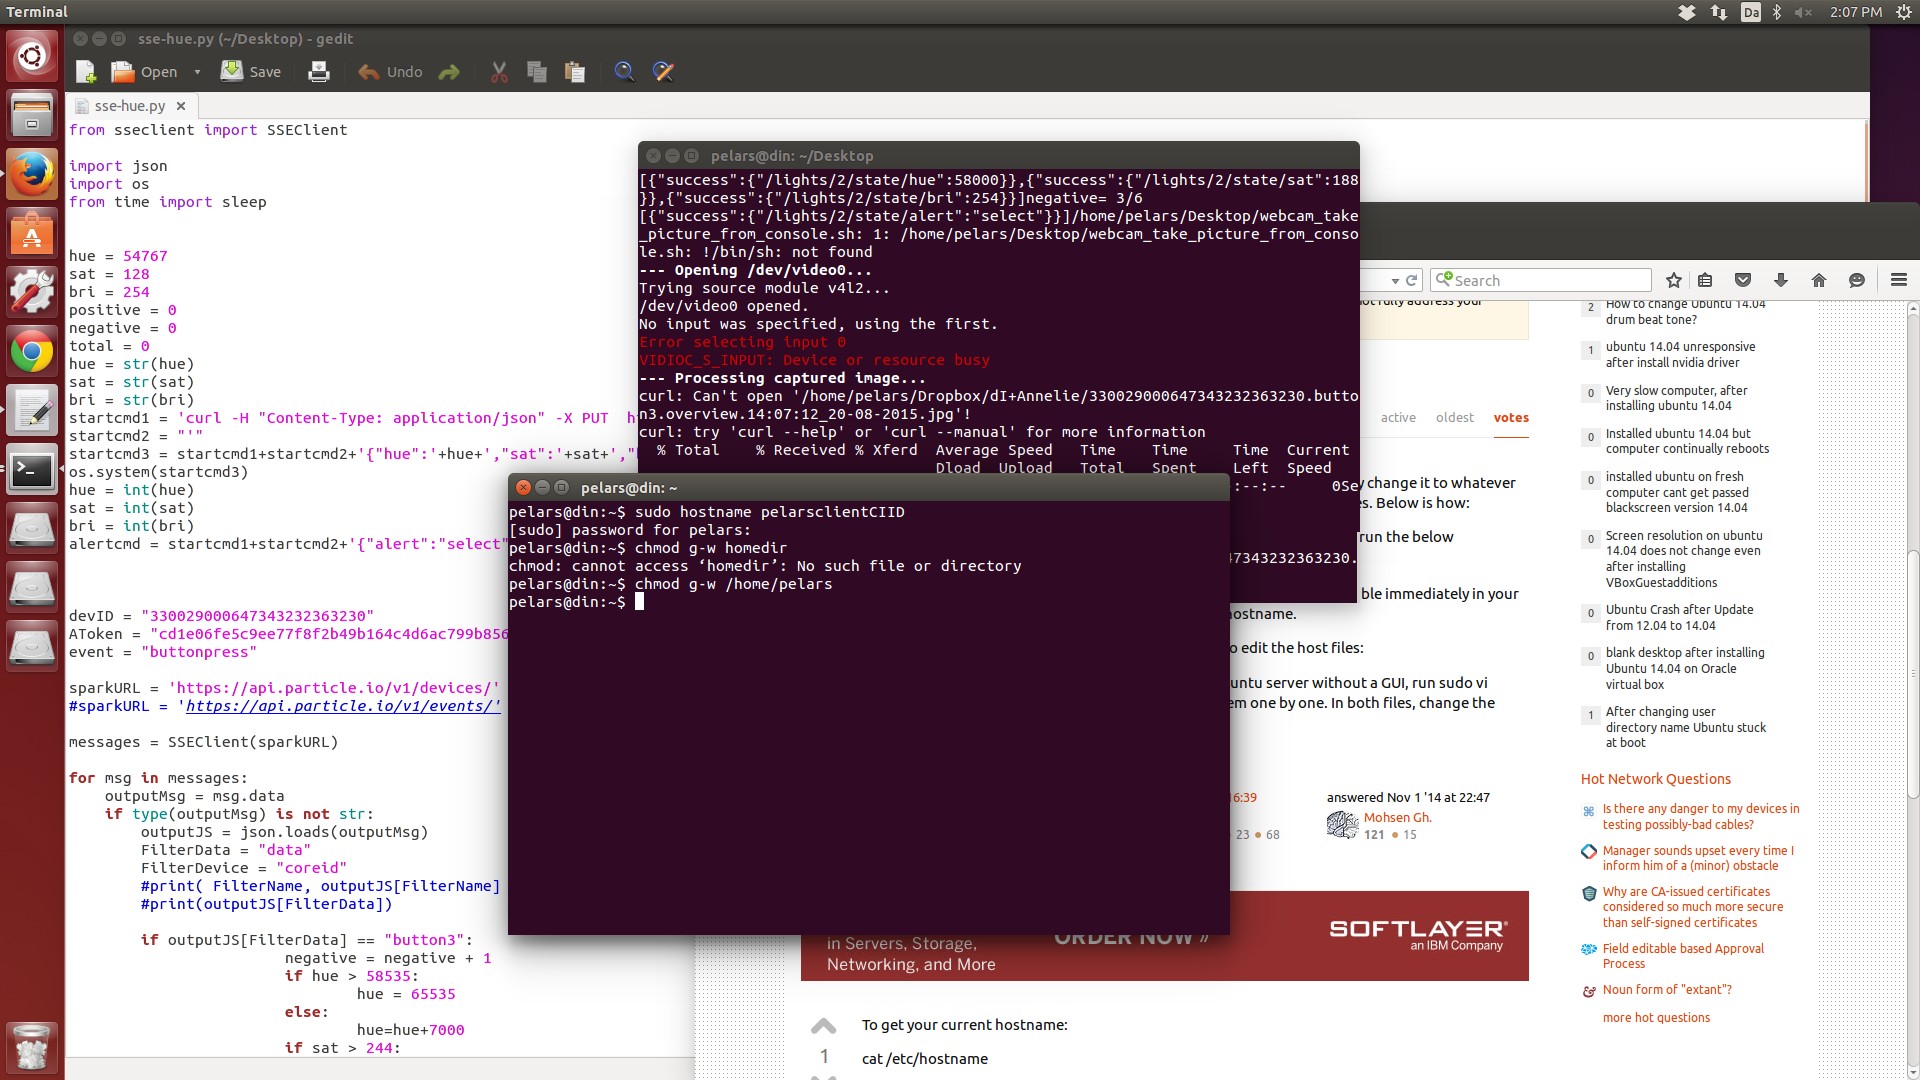 Terminal
Da
2:07 PM
sse-hue.py (~/Desktop) - gedit
Open
Save
Undo
sse-hue.py ×
from sseclient import SSEClient
import json
import os
from time import sleep
hue = 54767
sat = 128
bri = 254
positive = 0
negative = 0
total = 0
hue = str(hue)
sat = str(sat)
bri = str(bri)
startcmd1 = 'curl -H "Content-Type: application/json" -X PUT
startcmd2 = "'"
startcmd3 = startcmd1+startcmd2+'{"hue":'+hue+',"sat":'+sat+',"
os.system(startcmd3)
hue = int(hue)
sat = int(sat)
bri = int(bri)
alertcmd = startcmd1+startcmd2+'{"alert":"select"
devID = "330029000647343232363230"
AToken = "cd1e06fe5c9ee77f8f2b49b164c4d6ac799b856
event = "buttonpress"
sparkURL = 'https://api.particle.io/v1/devices/'
#sparkURL = 'https://api.particle.io/v1/events/'
messages = SSEClient(sparkURL)
for msg in messages:
outputMsg = msg.data
if type(outputMsg) is not str:
outputJS = json.loads(outputMsg)
FilterData = "data"
FilterDevice = "coreid"
#print( FilterName, outputJS[FilterName]
#print(outputJS[FilterData])
if outputJS[FilterData] == "button3":
negative = negative + 1
if hue > 58535:
hue = 65535
else:
hue=hue+7000
if sat > 244:
pelars@din: ~/Desktop
[{"success":{"/lights/2/state/hue":58000}},{"success":{"/lights/2/state/sat":188
}},{"success":{"/lights/2/state/bri":254}}]negative= 3/6
[{"success":{"/lights/2/state/alert":"select"}}]/home/pelars/Desktop/webcam_take
_picture_from_console.sh: 1: /home/pelars/Desktop/webcam_take_picture_from_conso
le.sh: !/bin/sh: not found
--- Opening /dev/video0...
Trying source module v4l2...
/dev/video0 opened.
No input was specified, using the first.
Error selecting input 0
VIDIOC_S_INPUT: Device or resource busy
--- Processing captured image...
curl: Can't open '/home/pelars/Dropbox/dI+Annelie/330029000647343232363230.butto
n3.overview.14:07:12_20-08-2015.jpg'!
curl: try 'curl --help' or 'curl --manual' for more information
% Total % Received % Xferd Average Speed Time Time Time Current
Dload Upload Total Spent Left Speed
:--:-- 0Se
47343232363230.
pelars@din: ~
pelars@din:~$ sudo hostname pelarsclientCIID
[sudo] password for pelars:
pelars@din:~$ chmod g-w homedir
chmod: cannot access ‘homedir’: No such file or directory
pelars@din:~$ chmod g-w /home/pelars
pelars@din:~$
Search
active oldest votes
y change it to whatever
s. Below is how:
run the below
ble immediately in your
ostname.
o edit the host files:
untu server without a GUI, run sudo vi
em one by one. In both files, change the
6:39
23 68
answered Nov 1 '14 at 22:47
Mohsen Gh.
121 15
in Servers, Storage,
Networking, and More
ORDER NOW »
SOFTLAYER
an IBM Company
1
To get your current hostname:
cat /etc/hostname
2 How to change Ubuntu 14.04
drum beat tone?
1 ubuntu 14.04 unresponsive
after install nvidia driver
0 Very slow computer, after
installing ubuntu 14.04
0 Installed ubuntu 14.04 but
computer continually reboots
0 installed ubuntu on fresh
computer cant get passed
blackscreen version 14.04
0 Screen resolution on ubuntu
14.04 does not change even
after installing
VBoxGuestadditions
0 Ubuntu Crash after Update
from 12.04 to 14.04
0 blank desktop after installing
Ubuntu 14.04 on Oracle
virtual box
1 After changing user
directory name Ubuntu stuck
at boot
Hot Network Questions
Is there any danger to my devices in
testing possibly-bad cables?
Manager sounds upset every time I
inform him of a (minor) obstacle
Why are CA-issued certificates
considered so much more secure
than self-signed certificates
Field editable based Approval
Process
Noun form of "extant"?
more hot questions